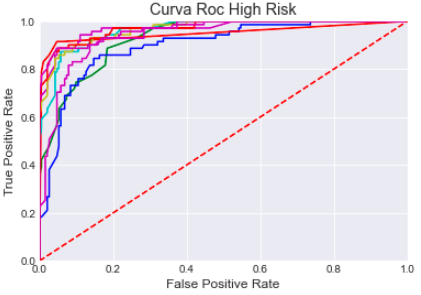 Curva Roc High Risk
1.0
0.8
0.6
0.4
0.2
0.0
True Positive Rate
0.0 0.2 0.4 0.6 0.8 1.0
False Positive Rate